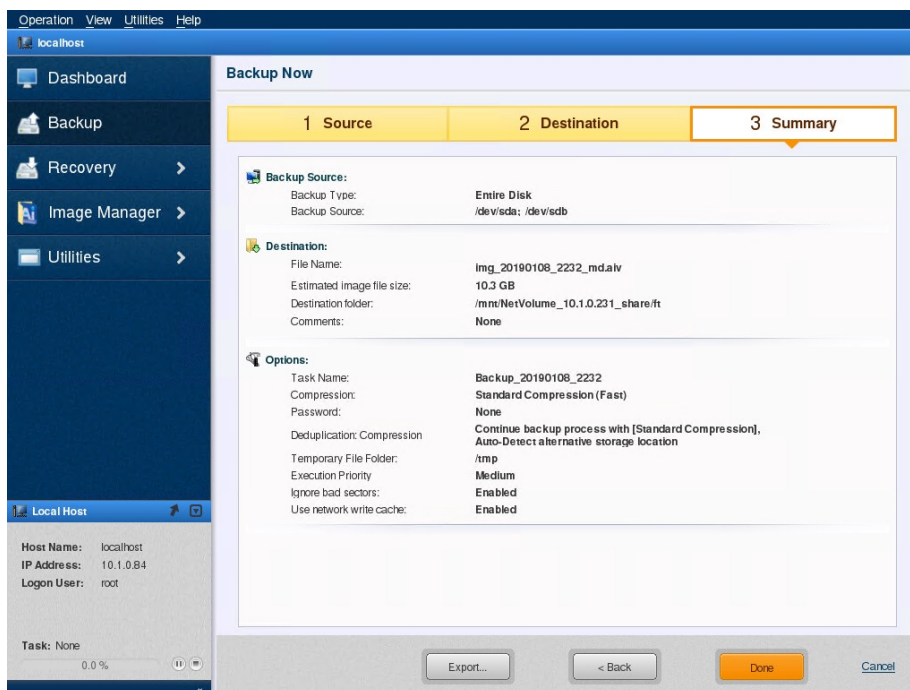 Operation View Utilities Help
localhost
Dashboard
Backup
Recovery
Image Manager
Utilities
Backup Now
1 Source
2 Destination
3 Summary
Backup Source:
Backup Type: Entire Disk
Backup Source: /dev/sda; /dev/sdb
Destination:
File Name: img_20190108_2232_md.aiv
Estimated image file size: 10.3 GB
Destination folder: /mnt/NetVolume_10.1.0.231_share/ft
Comments: None
Options:
Task Name: Backup_20190108_2232
Compression: Standard Compression (Fast)
Password: None
Deduplication: Compression Continue backup process with [Standard Compression],
Auto-Detect alternative storage location
Temporary File Folder: /tmp
Execution Priority Medium
Ignore bad sectors: Enabled
Use network write cache: Enabled
Local Host
Host Name: localhost
IP Address: 10.1.0.84
Logon User: root
Task: None
0.0 %
Export...
< Back
Done
Cancel